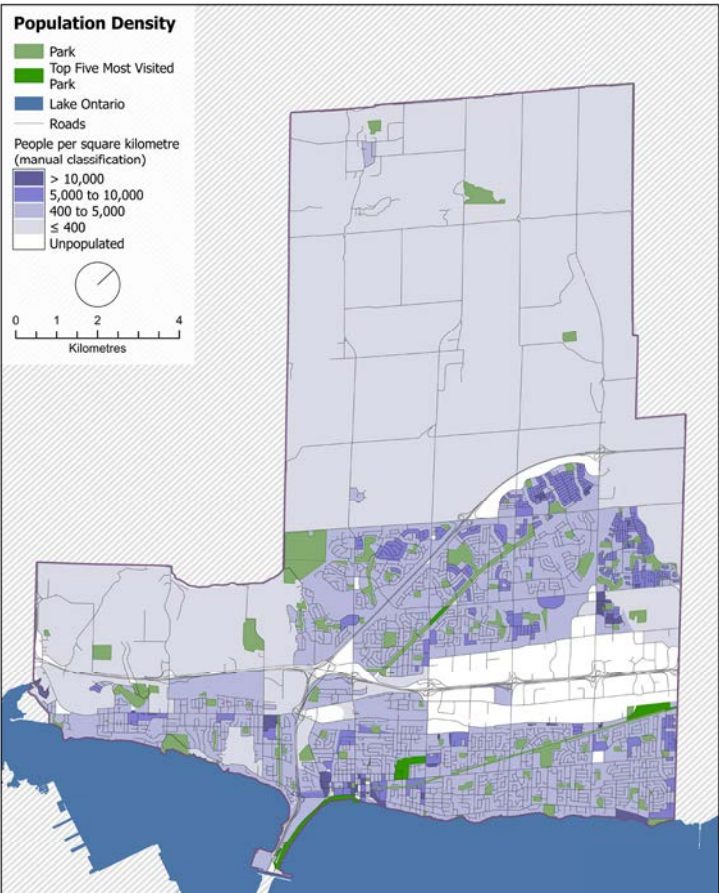 Population Density
Park
Top Five Most Visited
Park
Lake Ontario
Roads
People per square kilometre
(manual classification)
> 10,000
5,000 to 10,000
400 to 5,000
≤ 400
Unpopulated
0 1 2 4
Kilometres